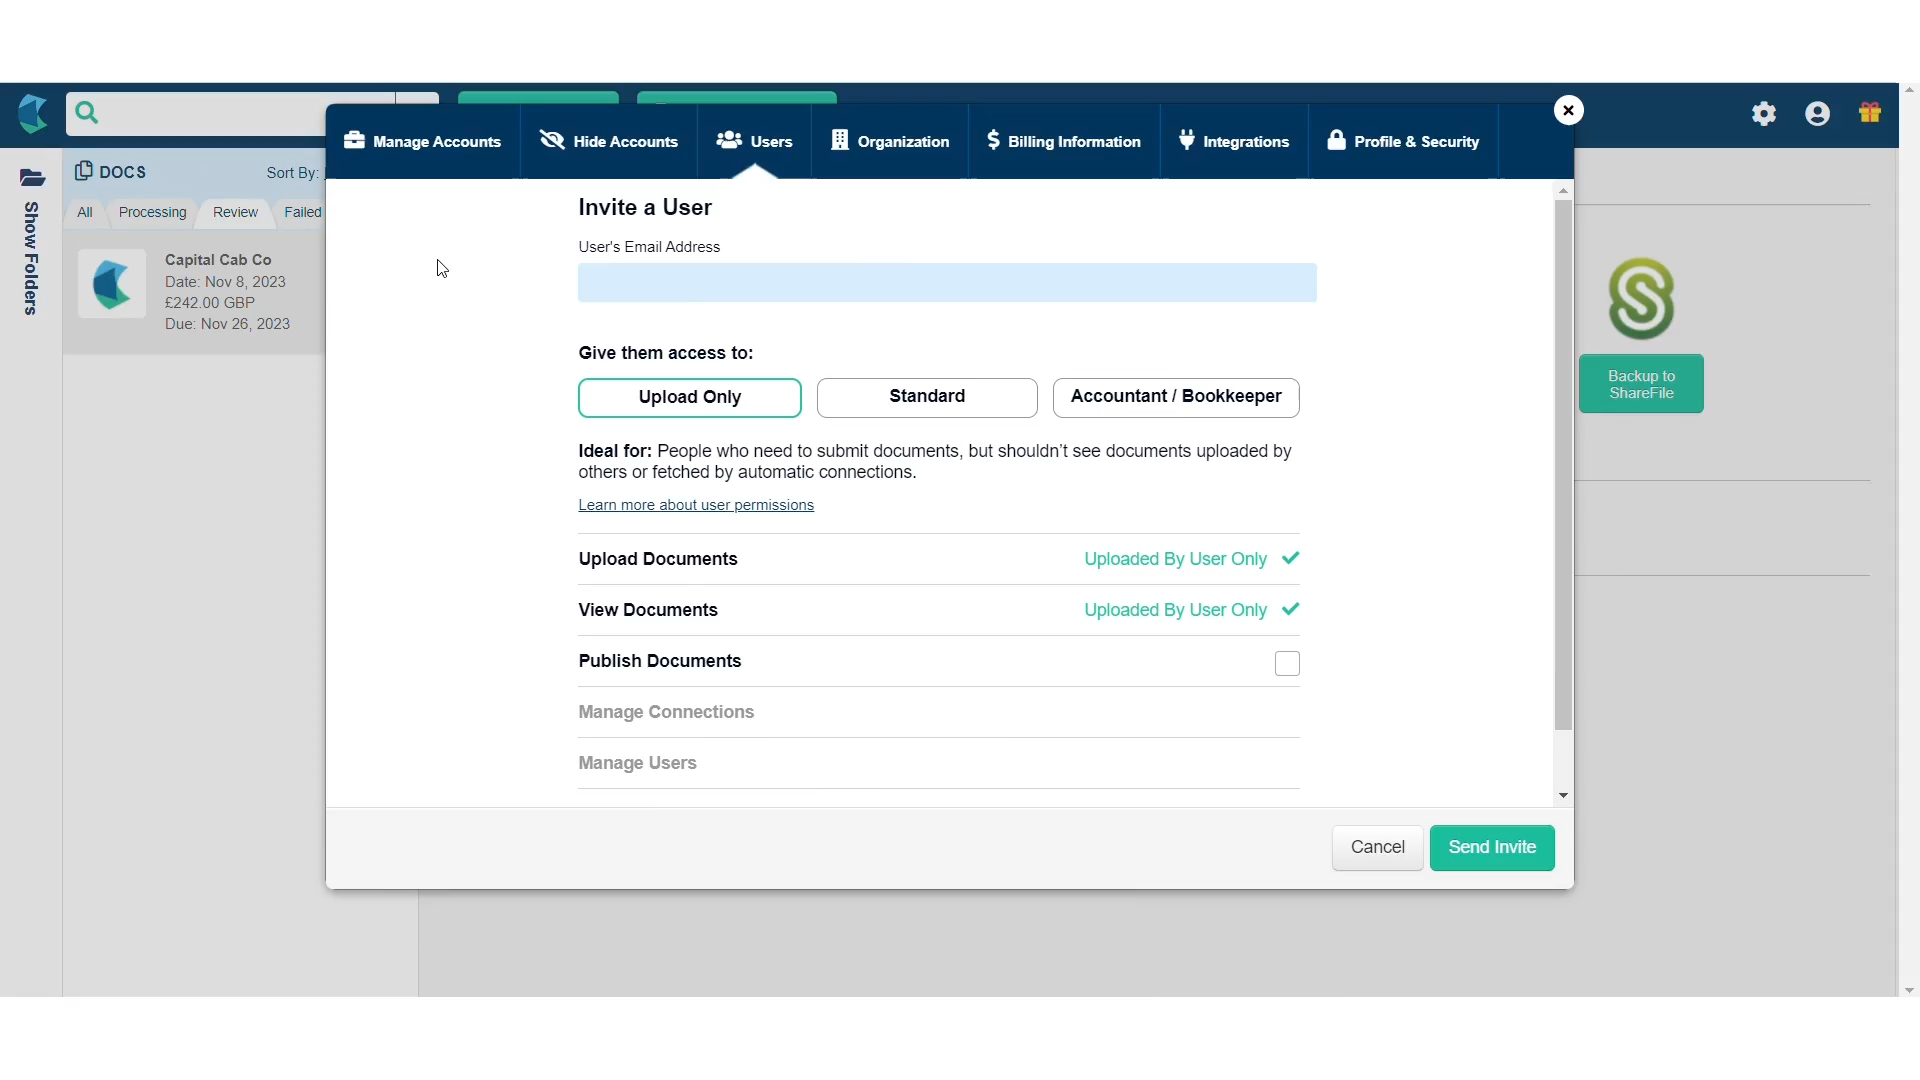 Manage Accounts
Hide Accounts
Users
Organization
Billing Information
Integrations
Profile & Security
DOCS
Sort By:
All
Processing
Review
Failed
Show Folders
Capital Cab Co
Date: Nov 8, 2023
£242.00 GBP
Due: Nov 26, 2023
Invite a User
User's Email Address
Give them access to:
Upload Only
Standard
Accountant / Bookkeeper
Ideal for: People who need to submit documents, but shouldn't see documents uploaded by
others or fetched by automatic connections.
Learn more about user permissions
Upload Documents
Uploaded By User Only
View Documents
Uploaded By User Only
Publish Documents
Manage Connections
Manage Users
Cancel
Send Invite
Backup to
ShareFile